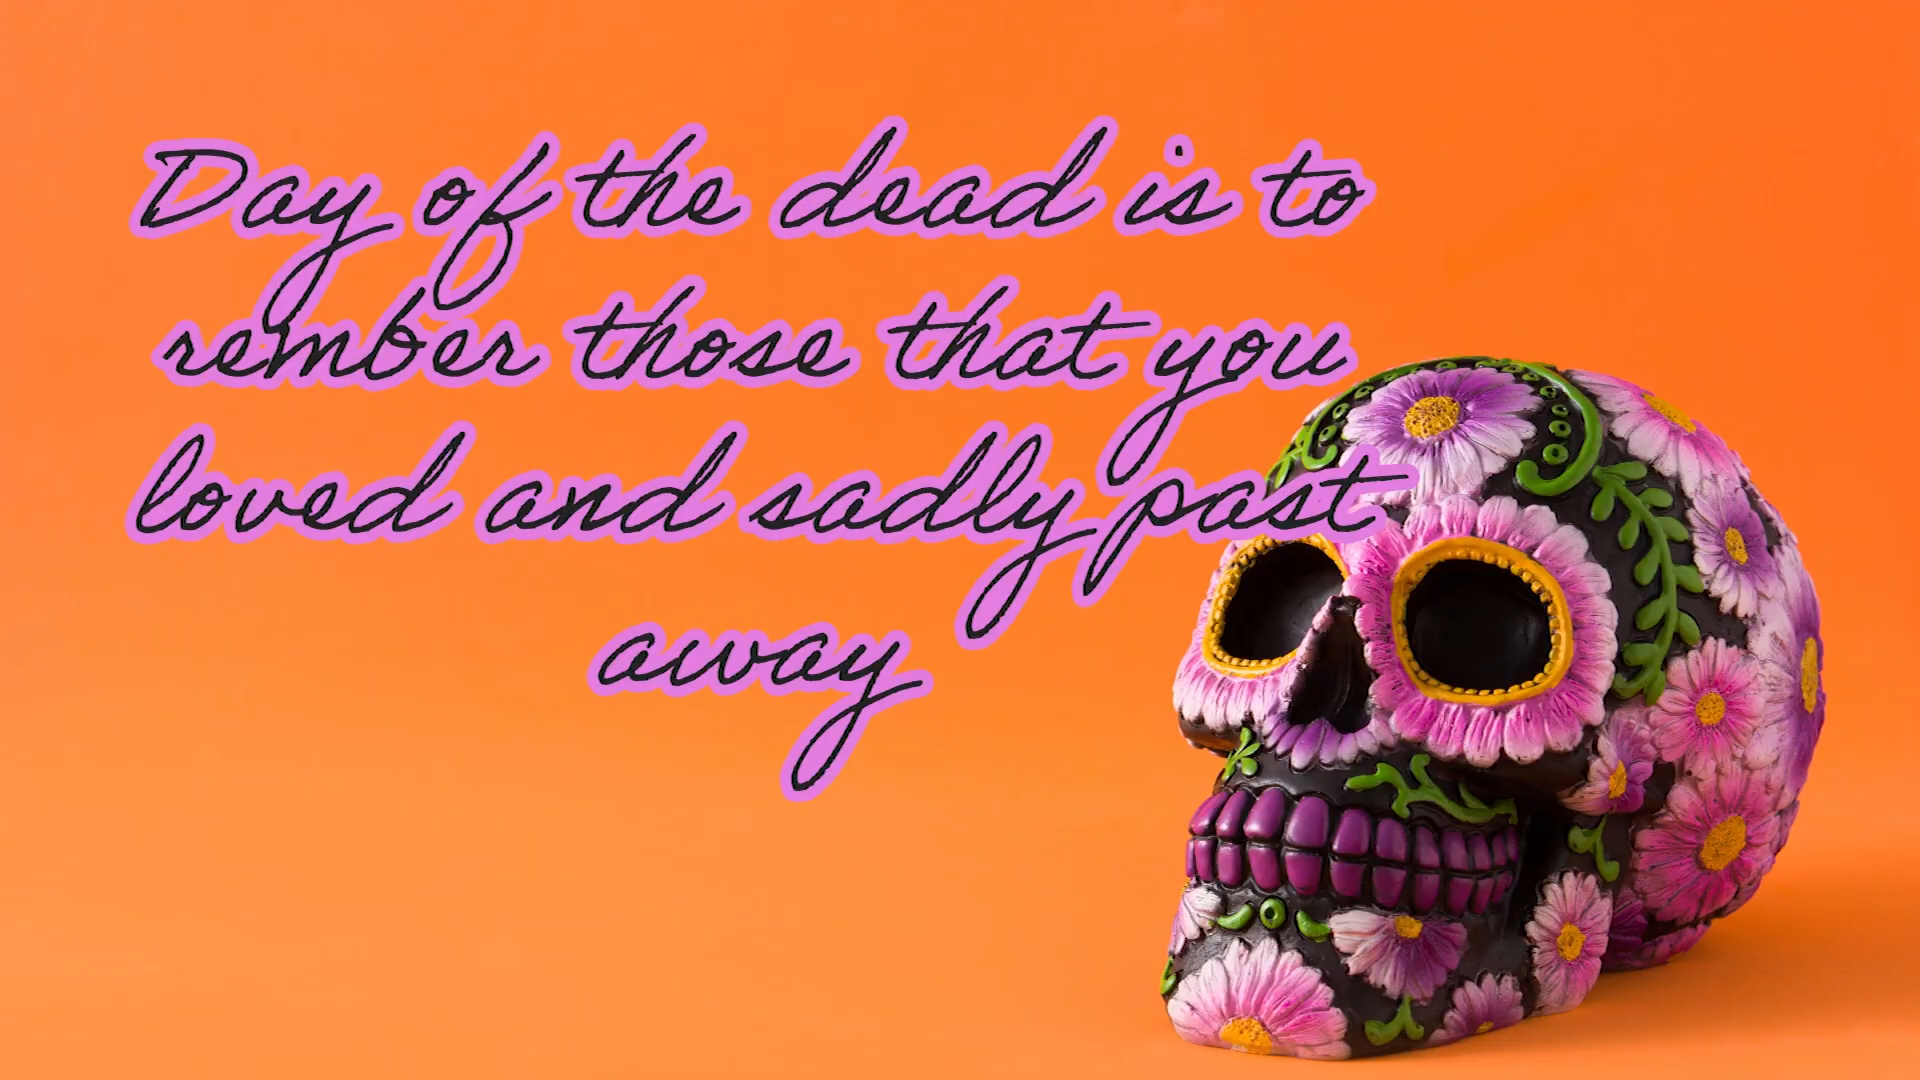 Day of the dead is to
rember those that you
loved and sadly past
away